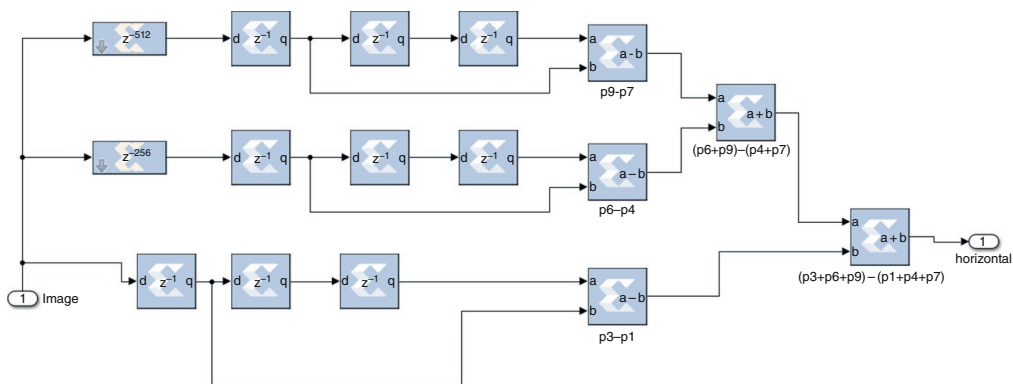 z⁻⁵¹²
d z⁻¹ q
d z⁻¹ q
d z⁻¹ q
a
b
a - b
p9-p7
z⁻²⁵⁶
d z⁻¹ q
d z⁻¹ q
d z⁻¹ q
a
b
a – b
p6–p4
a
b
a + b
(p6+p9)–(p4+p7)
d z⁻¹ q
d z⁻¹ q
d z⁻¹ q
a
b
a – b
p3–p1
a
b
a + b
(p3+p6+p9) – (p1+p4+p7)
1
horizontal
1
Image